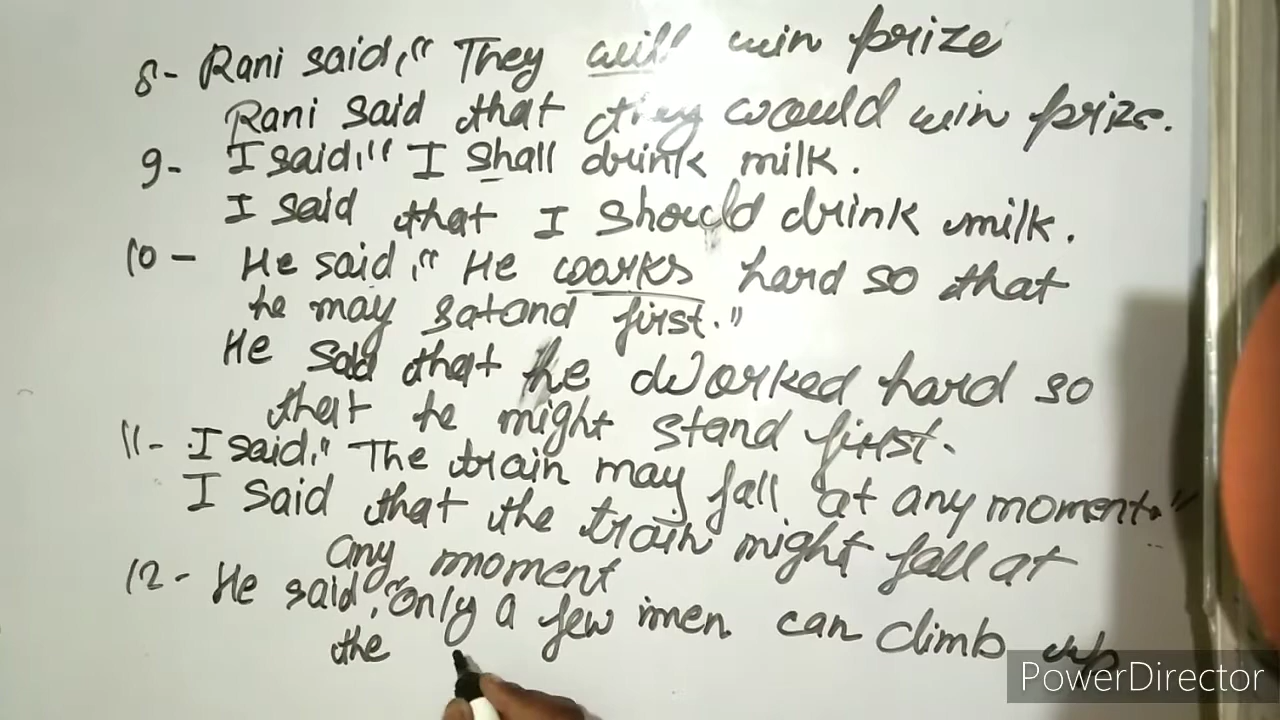 8- Rani said," They will win prize
Rani said that they would win prize.
9- I said," I shall drink milk.
I said that I should drink milk.
10- He said," He works hard so that
he may satand first."
He said that he worked hard so
that he might stand first.
11- I said," The train may fall at any moment."
I said that the train might fall at
any moment
12- He said,"only a few men can climb up
the
PowerDirector